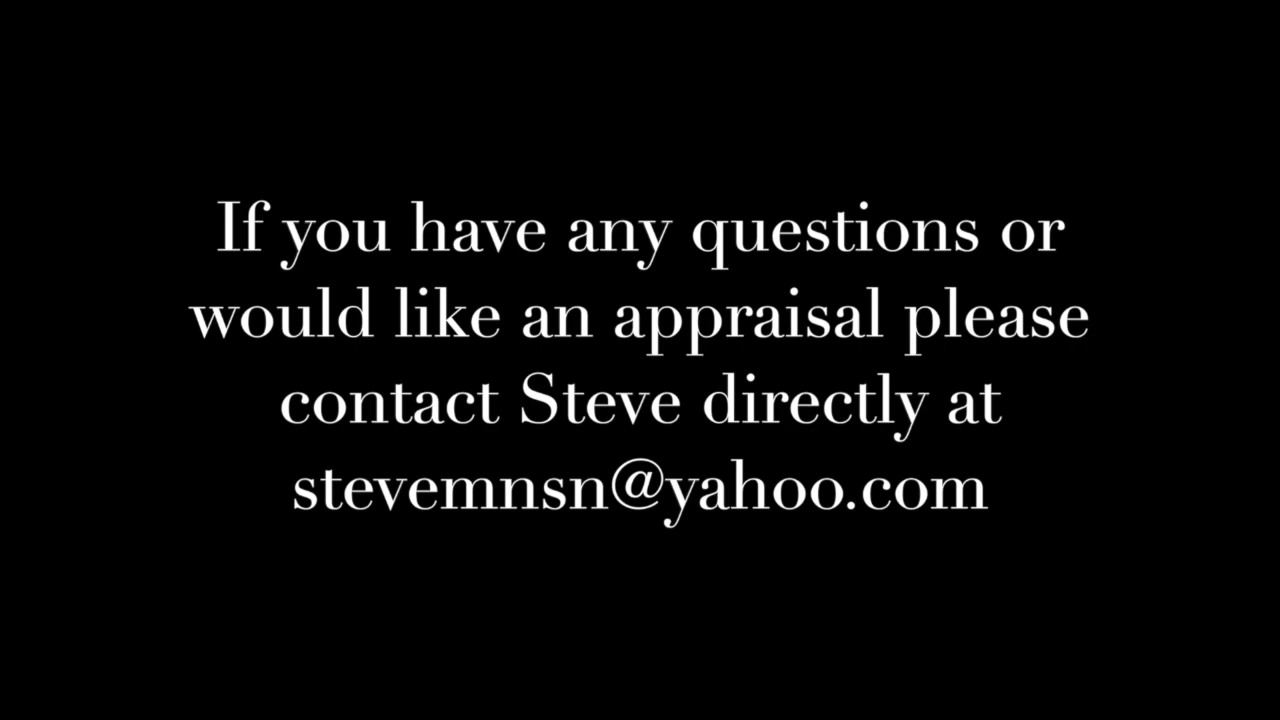 If you have any questions or
would like an appraisal please
contact Steve directly at
stevemnsn@yahoo.com